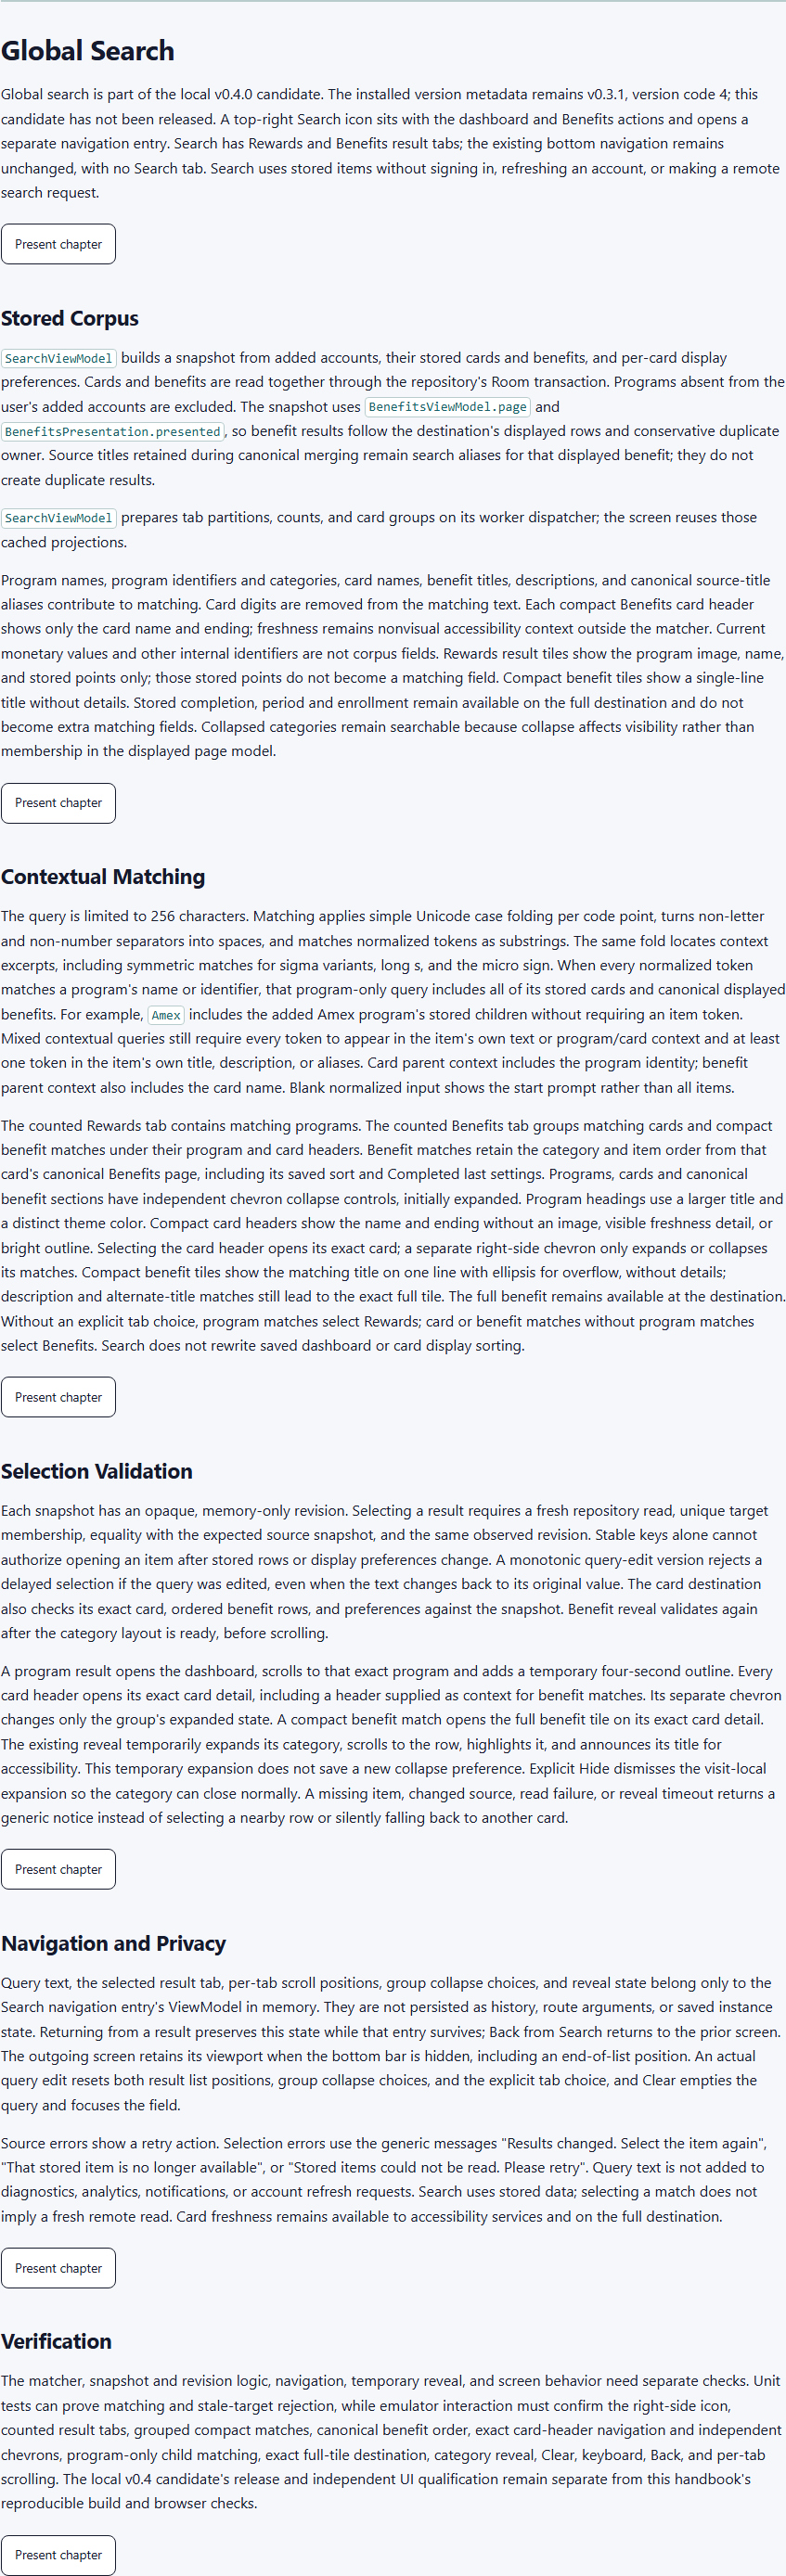 Global Search
Global search is part of the local v0.4.0 candidate. The installed version metadata remains v0.3.1, version code 4; this
candidate has not been released. A top-right Search icon sits with the dashboard and Benefits actions and opens a
separate navigation entry. Search has Rewards and Benefits result tabs; the existing bottom navigation remains
unchanged, with no Search tab. Search uses stored items without signing in, refreshing an account, or making a remote
search request.
Present chapter
Stored Corpus
SearchViewModel builds a snapshot from added accounts, their stored cards and benefits, and per-card display
preferences. Cards and benefits are read together through the repository's Room transaction. Programs absent from the
user's added accounts are excluded. The snapshot uses BenefitsViewModel.page and
BenefitsPresentation.presented, so benefit results follow the destination's displayed rows and conservative duplicate
owner. Source titles retained during canonical merging remain search aliases for that displayed benefit; they do not
create duplicate results.
SearchViewModel prepares tab partitions, counts, and card groups on its worker dispatcher; the screen reuses those
cached projections.
Program names, program identifiers and categories, card names, benefit titles, descriptions, and canonical source-title
aliases contribute to matching. Card digits are removed from the matching text. Each compact Benefits card header
shows only the card name and ending; freshness remains nonvisual accessibility context outside the matcher. Current
monetary values and other internal identifiers are not corpus fields. Rewards result tiles show the program image, name,
and stored points only; those stored points do not become a matching field. Compact benefit tiles show a single-line
title without details. Stored completion, period and enrollment remain available on the full destination and do not
become extra matching fields. Collapsed categories remain searchable because collapse affects visibility rather than
membership in the displayed page model.
Present chapter
Contextual Matching
The query is limited to 256 characters. Matching applies simple Unicode case folding per code point, turns non-letter
and non-number separators into spaces, and matches normalized tokens as substrings. The same fold locates context
excerpts, including symmetric matches for sigma variants, long s, and the micro sign. When every normalized token
matches a program's name or identifier, that program-only query includes all of its stored cards and canonical displayed
benefits. For example, Amex includes the added Amex program's stored children without requiring an item token.
Mixed contextual queries still require every token to appear in the item's own text or program/card context and at least
one token in the item's own title, description, or aliases. Card parent context includes the program identity; benefit
parent context also includes the card name. Blank normalized input shows the start prompt rather than all items.
The counted Rewards tab contains matching programs. The counted Benefits tab groups matching cards and compact
benefit matches under their program and card headers. Benefit matches retain the category and item order from that
card's canonical Benefits page, including its saved sort and Completed last settings. Programs, cards and canonical
benefit sections have independent chevron collapse controls, initially expanded. Program headings use a larger title and
a distinct theme color. Compact card headers show the name and ending without an image, visible freshness detail, or
bright outline. Selecting the card header opens its exact card; a separate right-side chevron only expands or collapses
its matches. Compact benefit tiles show the matching title on one line with ellipsis for overflow, without details;
description and alternate-title matches still lead to the exact full tile. The full benefit remains available at the destination.
Without an explicit tab choice, program matches select Rewards; card or benefit matches without program matches
select Benefits. Search does not rewrite saved dashboard or card display sorting.
Present chapter
Selection Validation
Each snapshot has an opaque, memory-only revision. Selecting a result requires a fresh repository read, unique target
membership, equality with the expected source snapshot, and the same observed revision. Stable keys alone cannot
authorize opening an item after stored rows or display preferences change. A monotonic query-edit version rejects a
delayed selection if the query was edited, even when the text changes back to its original value. The card destination
also checks its exact card, ordered benefit rows, and preferences against the snapshot. Benefit reveal validates again
after the category layout is ready, before scrolling.
A program result opens the dashboard, scrolls to that exact program and adds a temporary four-second outline. Every
card header opens its exact card detail, including a header supplied as context for benefit matches. Its separate chevron
changes only the group's expanded state. A compact benefit match opens the full benefit tile on its exact card detail.
The existing reveal temporarily expands its category, scrolls to the row, highlights it, and announces its title for
accessibility. This temporary expansion does not save a new collapse preference. Explicit Hide dismisses the visit-local
expansion so the category can close normally. A missing item, changed source, read failure, or reveal timeout returns a
generic notice instead of selecting a nearby row or silently falling back to another card.
Present chapter
Navigation and Privacy
Query text, the selected result tab, per-tab scroll positions, group collapse choices, and reveal state belong only to the
Search navigation entry's ViewModel in memory. They are not persisted as history, route arguments, or saved instance
state. Returning from a result preserves this state while that entry survives; Back from Search returns to the prior screen.
The outgoing screen retains its viewport when the bottom bar is hidden, including an end-of-list position. An actual
query edit resets both result list positions, group collapse choices, and the explicit tab choice, and Clear empties the
query and focuses the field.
Source errors show a retry action. Selection errors use the generic messages "Results changed. Select the item again",
"That stored item is no longer available", or "Stored items could not be read. Please retry". Query text is not added to
diagnostics, analytics, notifications, or account refresh requests. Search uses stored data; selecting a match does not
imply a fresh remote read. Card freshness remains available to accessibility services and on the full destination.
Present chapter
Verification
The matcher, snapshot and revision logic, navigation, temporary reveal, and screen behavior need separate checks. Unit
tests can prove matching and stale-target rejection, while emulator interaction must confirm the right-side icon,
counted result tabs, grouped compact matches, canonical benefit order, exact card-header navigation and independent
chevrons, program-only child matching, exact full-tile destination, category reveal, Clear, keyboard, Back, and per-tab
scrolling. The local v0.4 candidate's release and independent UI qualification remain separate from this handbook's
reproducible build and browser checks.
Present chapter